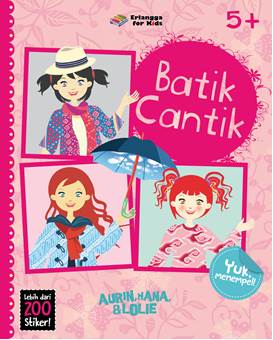 Erlangga
for Kids
5+
Batik
Cantik
Yuk,
menempel!
Lebih dari
200
Stiker!
AURIN, HANA,
& LOLIE